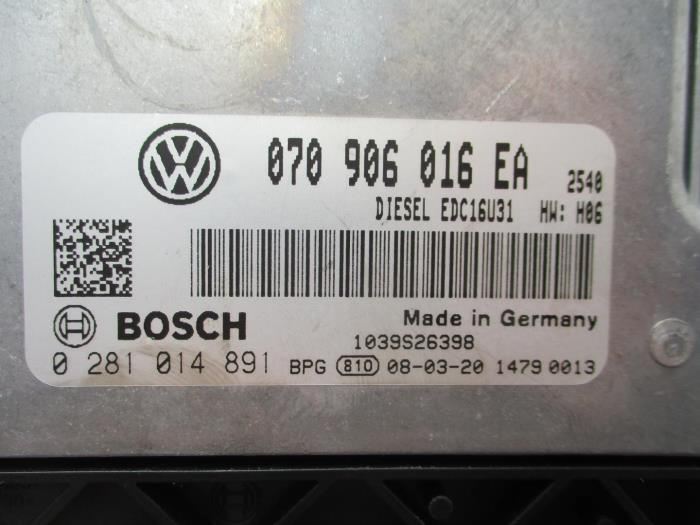 070 906 016 EA 2540
DIESEL EDC16U31 HW: H06
BOSCH Made in Germany
1039S26398
0 281 014 891 BPG 810 08-03-20 1479 0013